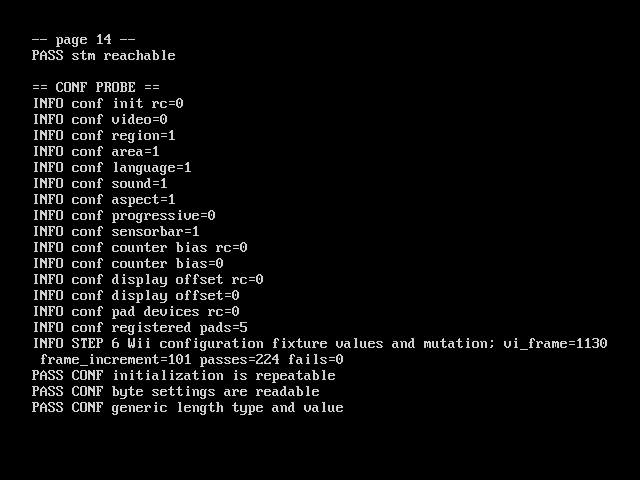 -- page 14 --
PASS stm reachable

== CONF PROBE ==
INFO conf init rc=0
INFO conf video=0
INFO conf region=1
INFO conf area=1
INFO conf language=1
INFO conf sound=1
INFO conf aspect=1
INFO conf progressive=0
INFO conf sensorbar=1
INFO conf counter bias rc=0
INFO conf counter bias=0
INFO conf display offset rc=0
INFO conf display offset=0
INFO conf pad devices rc=0
INFO conf registered pads=5
INFO STEP 6 Wii configuration fixture values and mutation; vi_frame=1130
 frame_increment=101 passes=224 fails=0
PASS CONF initialization is repeatable
PASS CONF byte settings are readable
PASS CONF generic length type and value